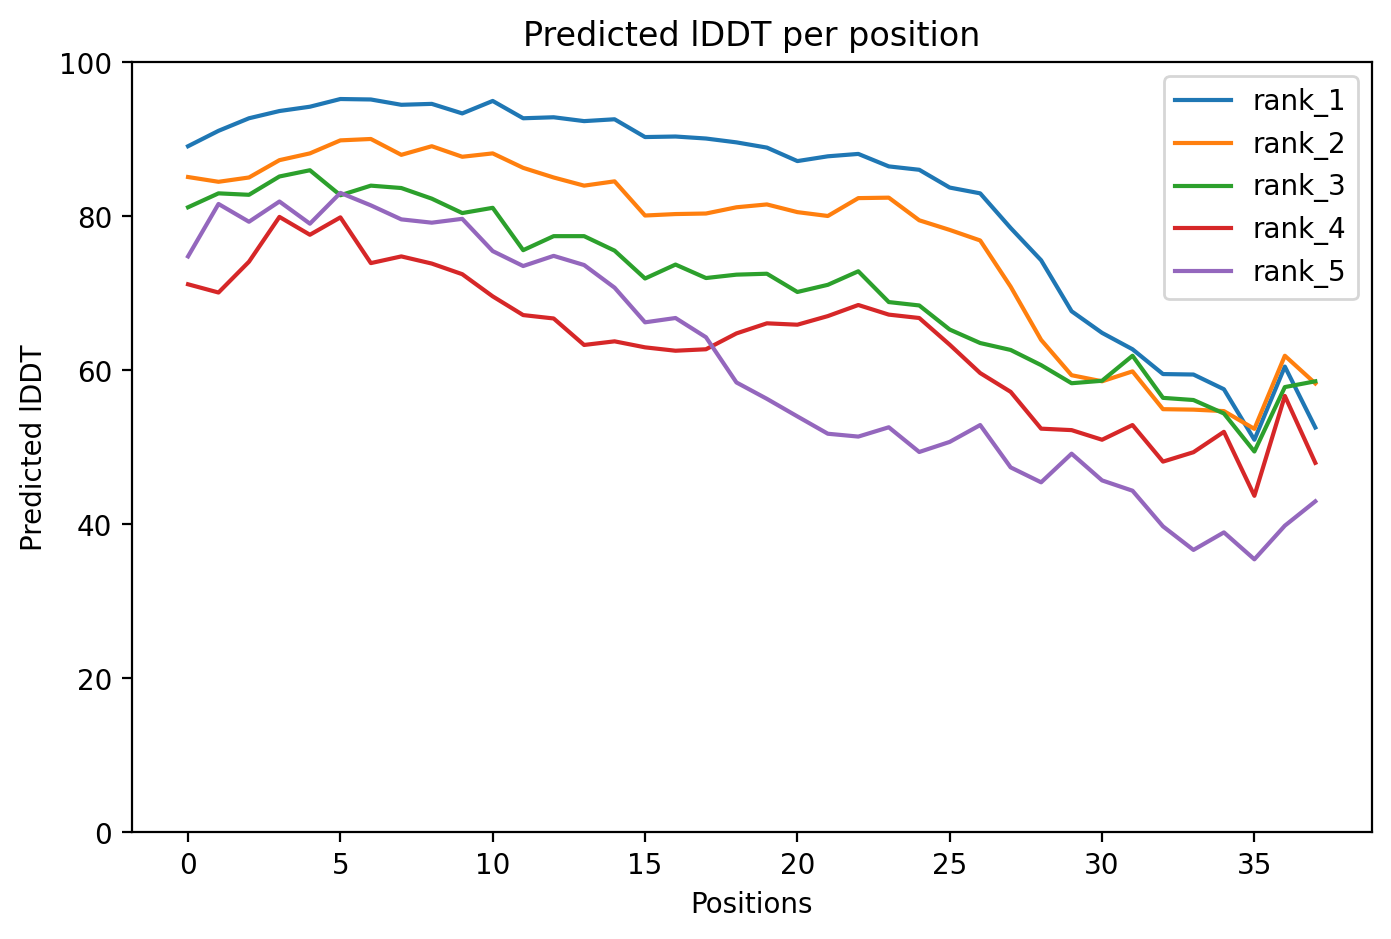 Predicted lDDT per position
100
80
60
40
20
0
Predicted lDDT
rank_1
rank_2
rank_3
rank_4
rank_5
0 5 10 15 20 25 30 35
Positions